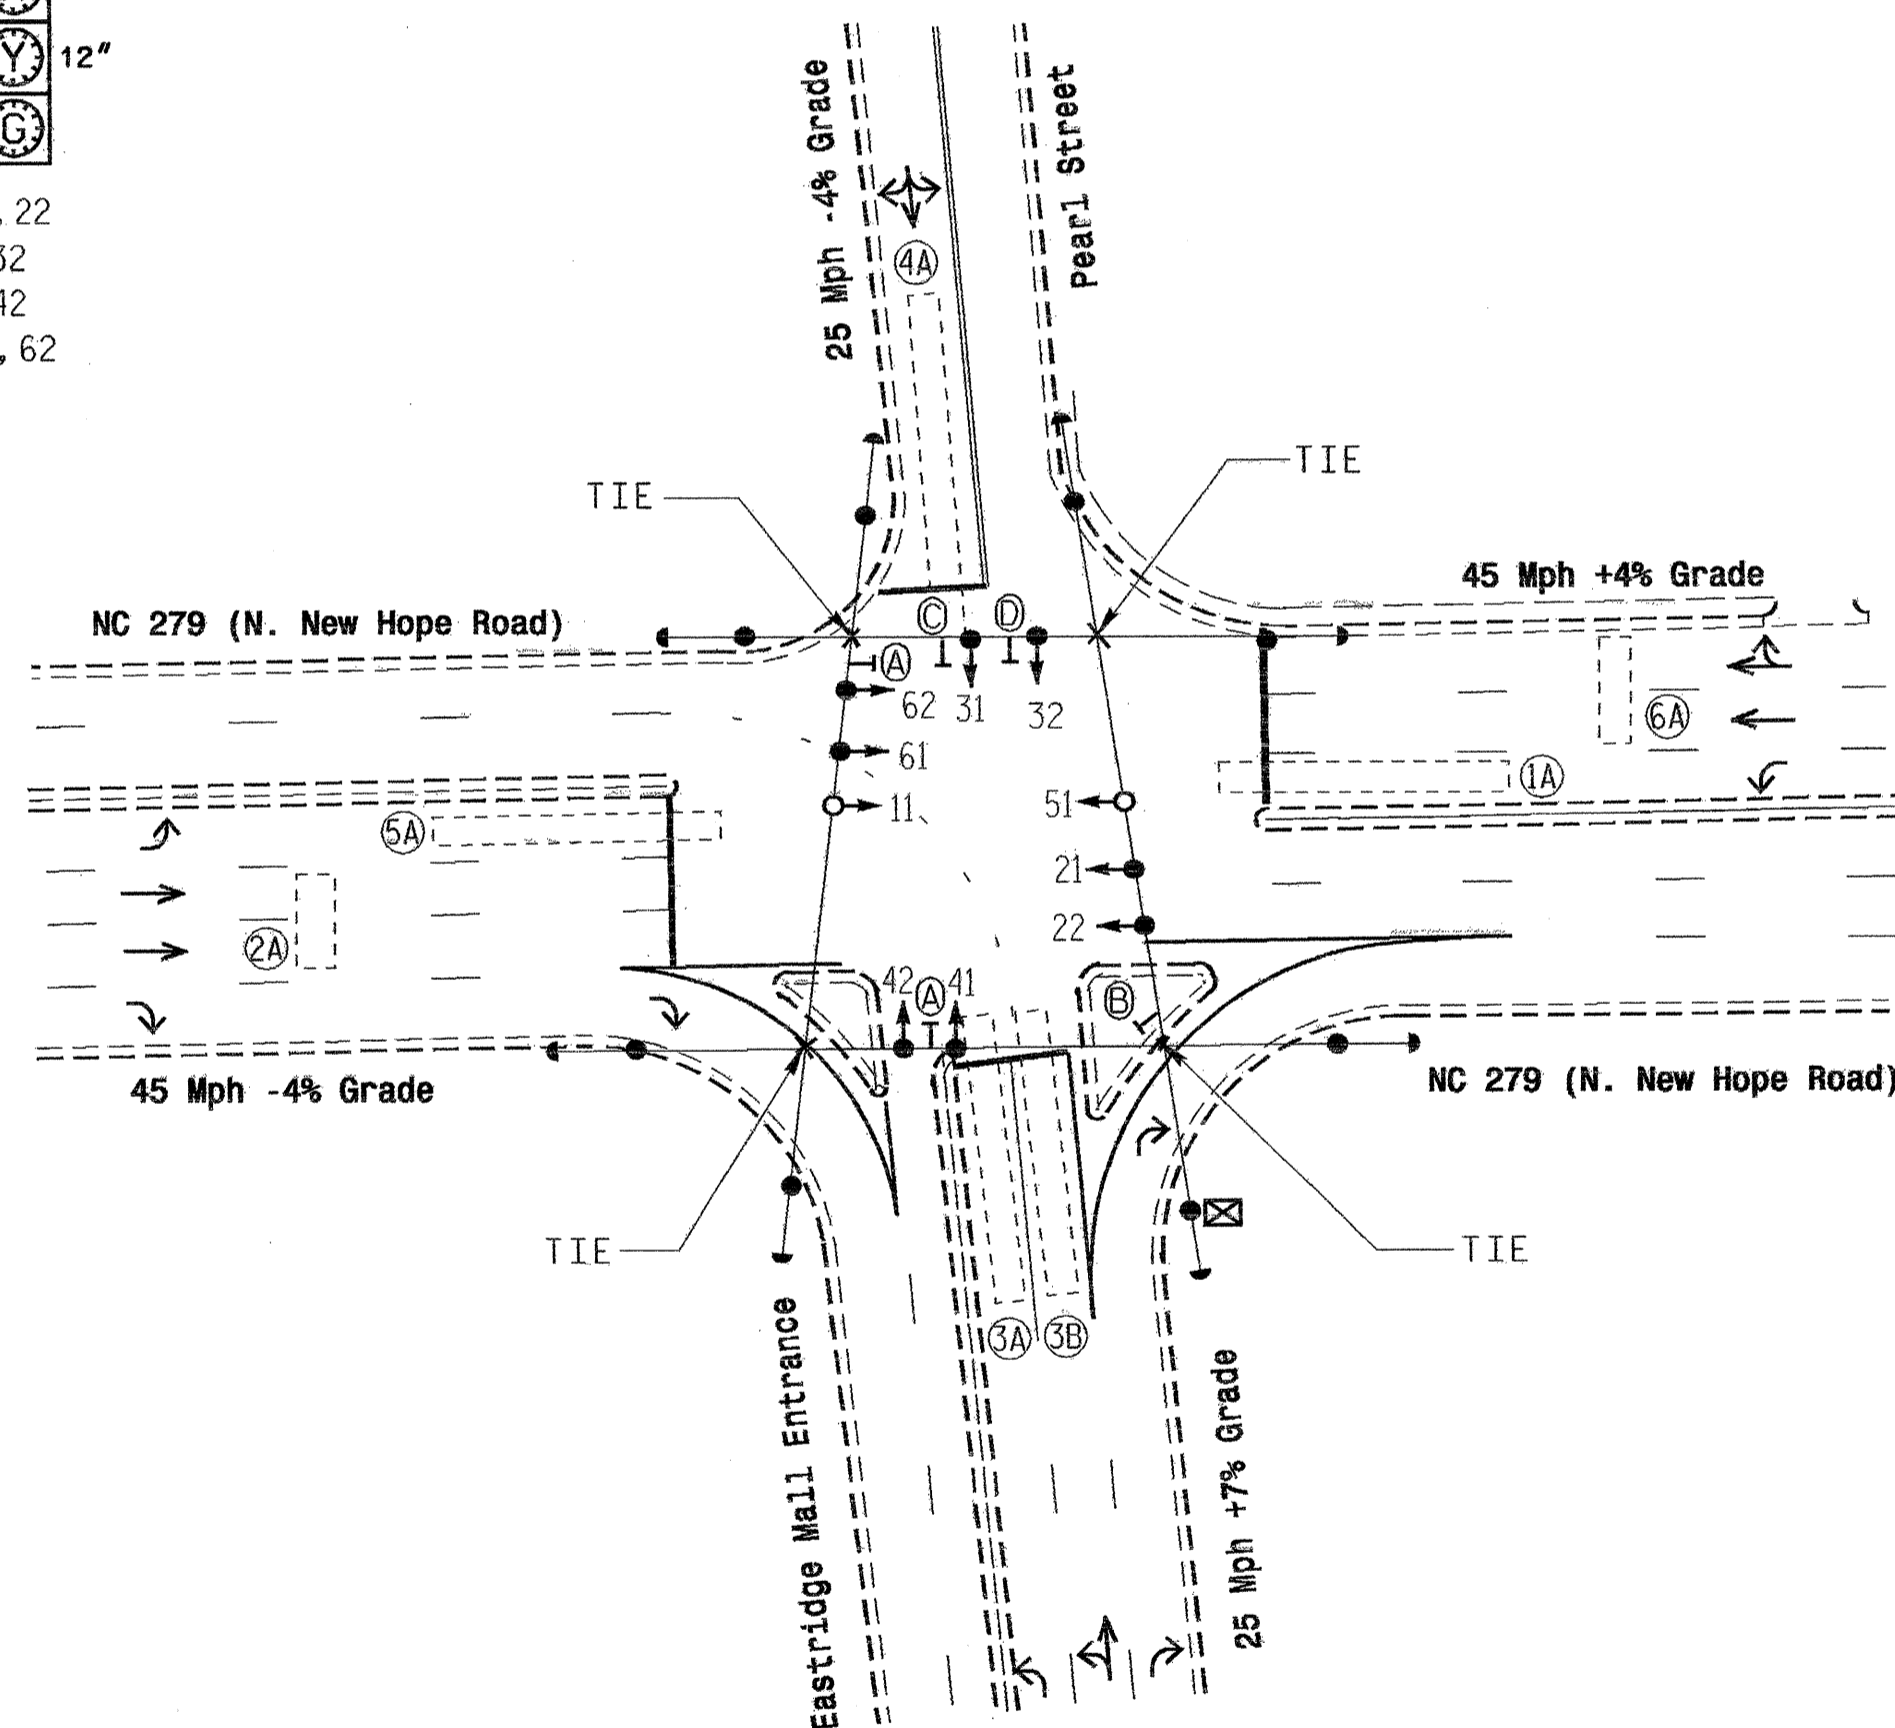 Y 12"
G
, 22
32
42
, 62
25 Mph -4% Grade
Pearl Street
4A
TIE
TIE
45 Mph +4% Grade
NC 279 (N. New Hope Road)
C
D
A
62
31
32
6A
61
1A
11
51
5A
21
22
2A
42
A
41
B
45 Mph -4% Grade
NC 279 (N. New Hope Road)
TIE
TIE
3A
3B
Eastridge Mall Entrance
25 Mph +7% Grade